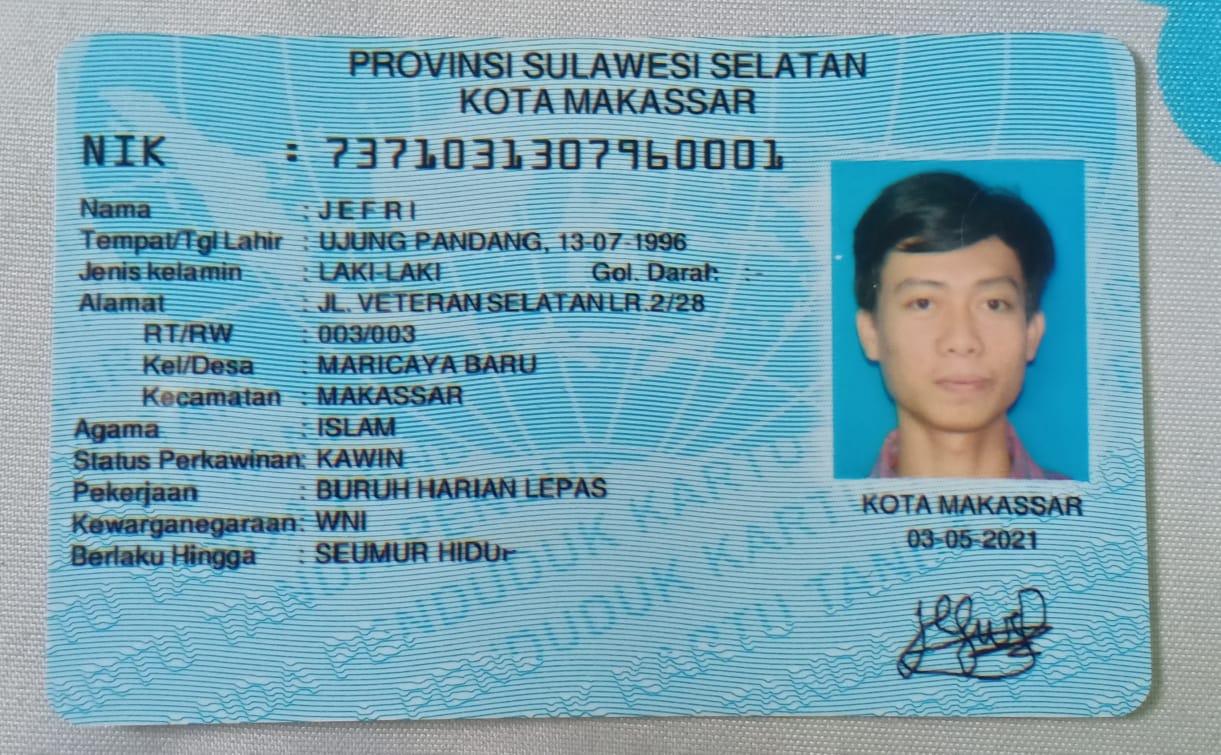 PROVINSI SULAWESI SELATAN
KOTA MAKASSAR
NIK : 7371031307960001
Nama : JEFRI
Tempat/Tgl Lahir : UJUNG PANDANG, 13-07-1996
Jenis kelamin : LAKI-LAKI Gol. Darah : -
Alamat : JL. VETERAN SELATAN LR.2/28
RT/RW : 003/003
Kel/Desa : MARICAYA BARU
Kecamatan : MAKASSAR
Agama : ISLAM
Status Perkawinan: KAWIN
Pekerjaan : BURUH HARIAN LEPAS
Kewarganegaraan: WNI
Berlaku Hingga : SEUMUR HIDUP
KOTA MAKASSAR
03-05-2021